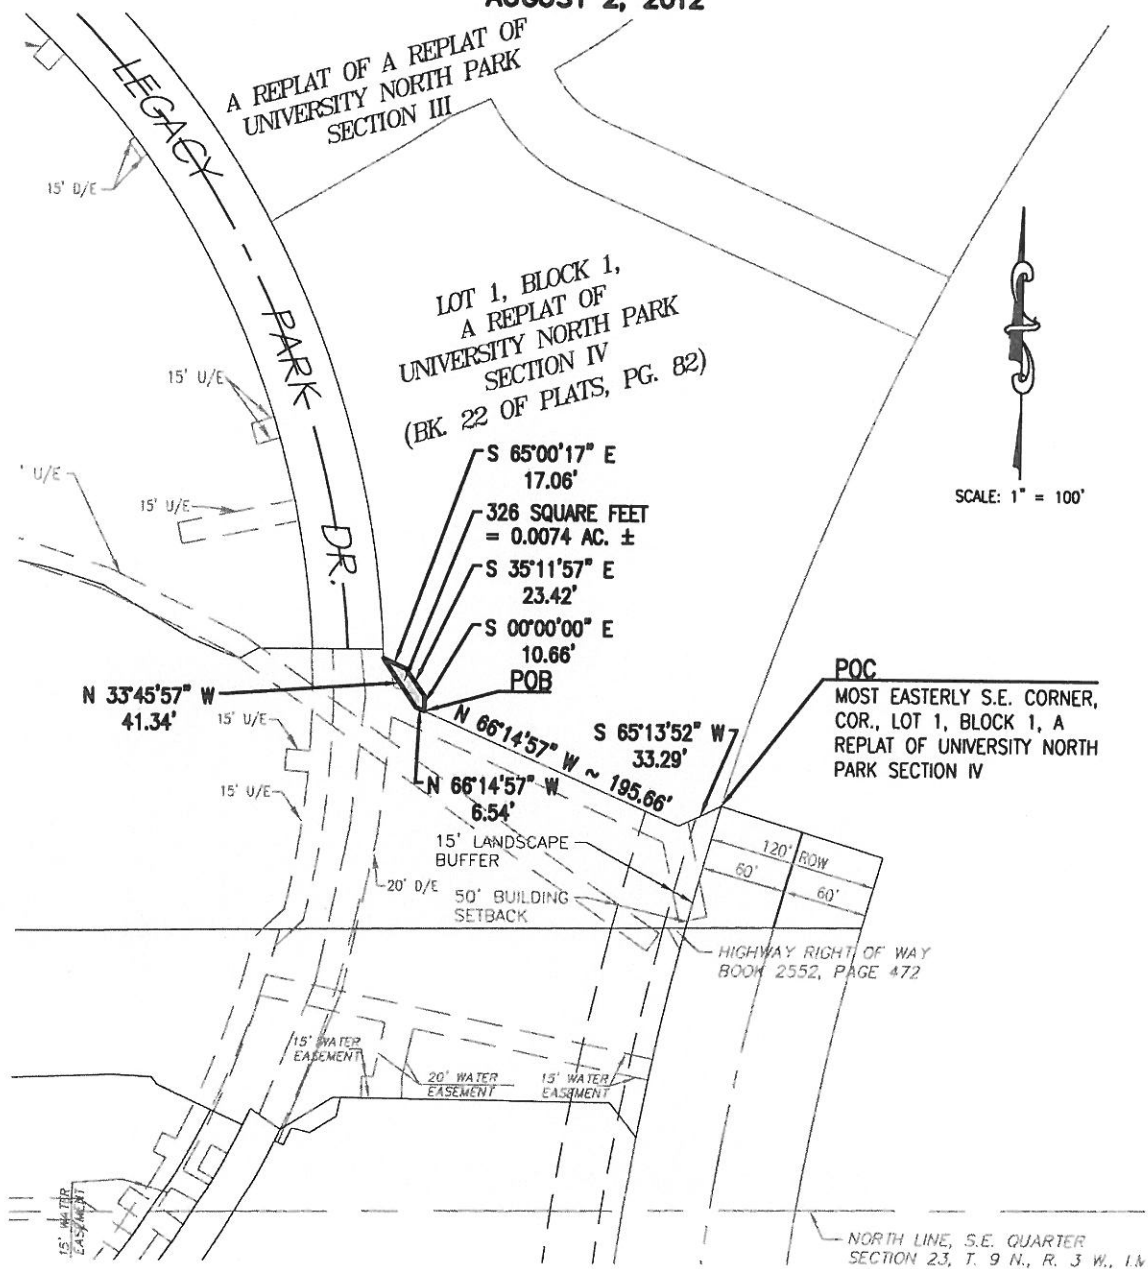 AUGUST 2, 2012
A REPLAT OF A REPLAT OF
UNIVERSITY NORTH PARK
SECTION III
LEGACY PARK DR.
15' D/E
LOT 1, BLOCK 1,
A REPLAT OF
UNIVERSITY NORTH PARK
SECTION IV
(BK. 22 OF PLATS, PG. 82)
15' U/E
SCALE: 1" = 100'
S 65°00'17" E
17.06'
' U/E
15' U/E
326 SQUARE FEET
= 0.0074 AC. ±
S 35°11'57" E
23.42'
S 00°00'00" E
10.66'
POB
POC
MOST EASTERLY S.E. CORNER,
COR., LOT 1, BLOCK 1, A
REPLAT OF UNIVERSITY NORTH
PARK SECTION IV
N 33°45'57" W
41.34'
15' U/E
N 66°14'57" W ~ 195.66'
S 65°13'52" W
33.29'
N 66°14'57" W
6.54'
15' U/E
15' LANDSCAPE
BUFFER
120' ROW
60'
60'
20' D/E
50' BUILDING
SETBACK
HIGHWAY RIGHT OF WAY
BOOK 2552, PAGE 472
15' WATER
EASEMENT
20' WATER
EASEMENT
15' WATER
EASEMENT
15' WATER
EASEMENT
NORTH LINE, S.E. QUARTER
SECTION 23, T. 9 N., R. 3 W., I.M